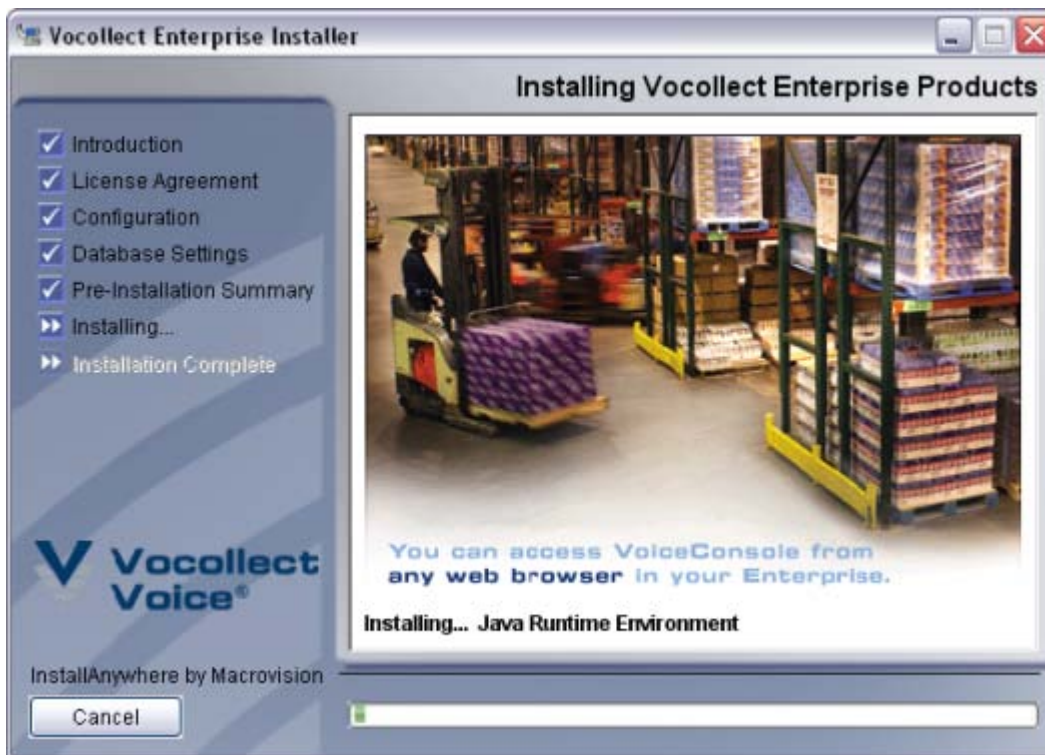 Vocollect Enterprise Installer
Installing Vocollect Enterprise Products
Introduction
License Agreement
Configuration
Database Settings
Pre-Installation Summary
Installing...
Installation Complete
Vocollect
Voice®
You can access VoiceConsole from
any web browser in your Enterprise.
Installing... Java Runtime Environment
InstallAnywhere by Macrovision
Cancel